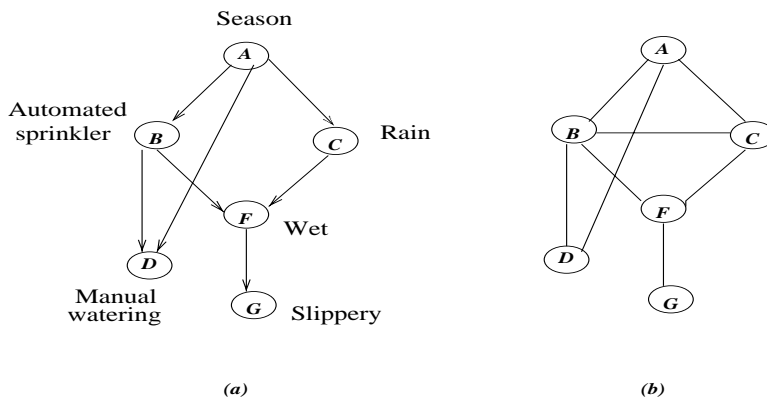 Season
A
Automated
sprinkler
B
C
Rain
F
Wet
D
Manual
watering
G
Slippery
(a)
A
B
C
F
D
G
(b)